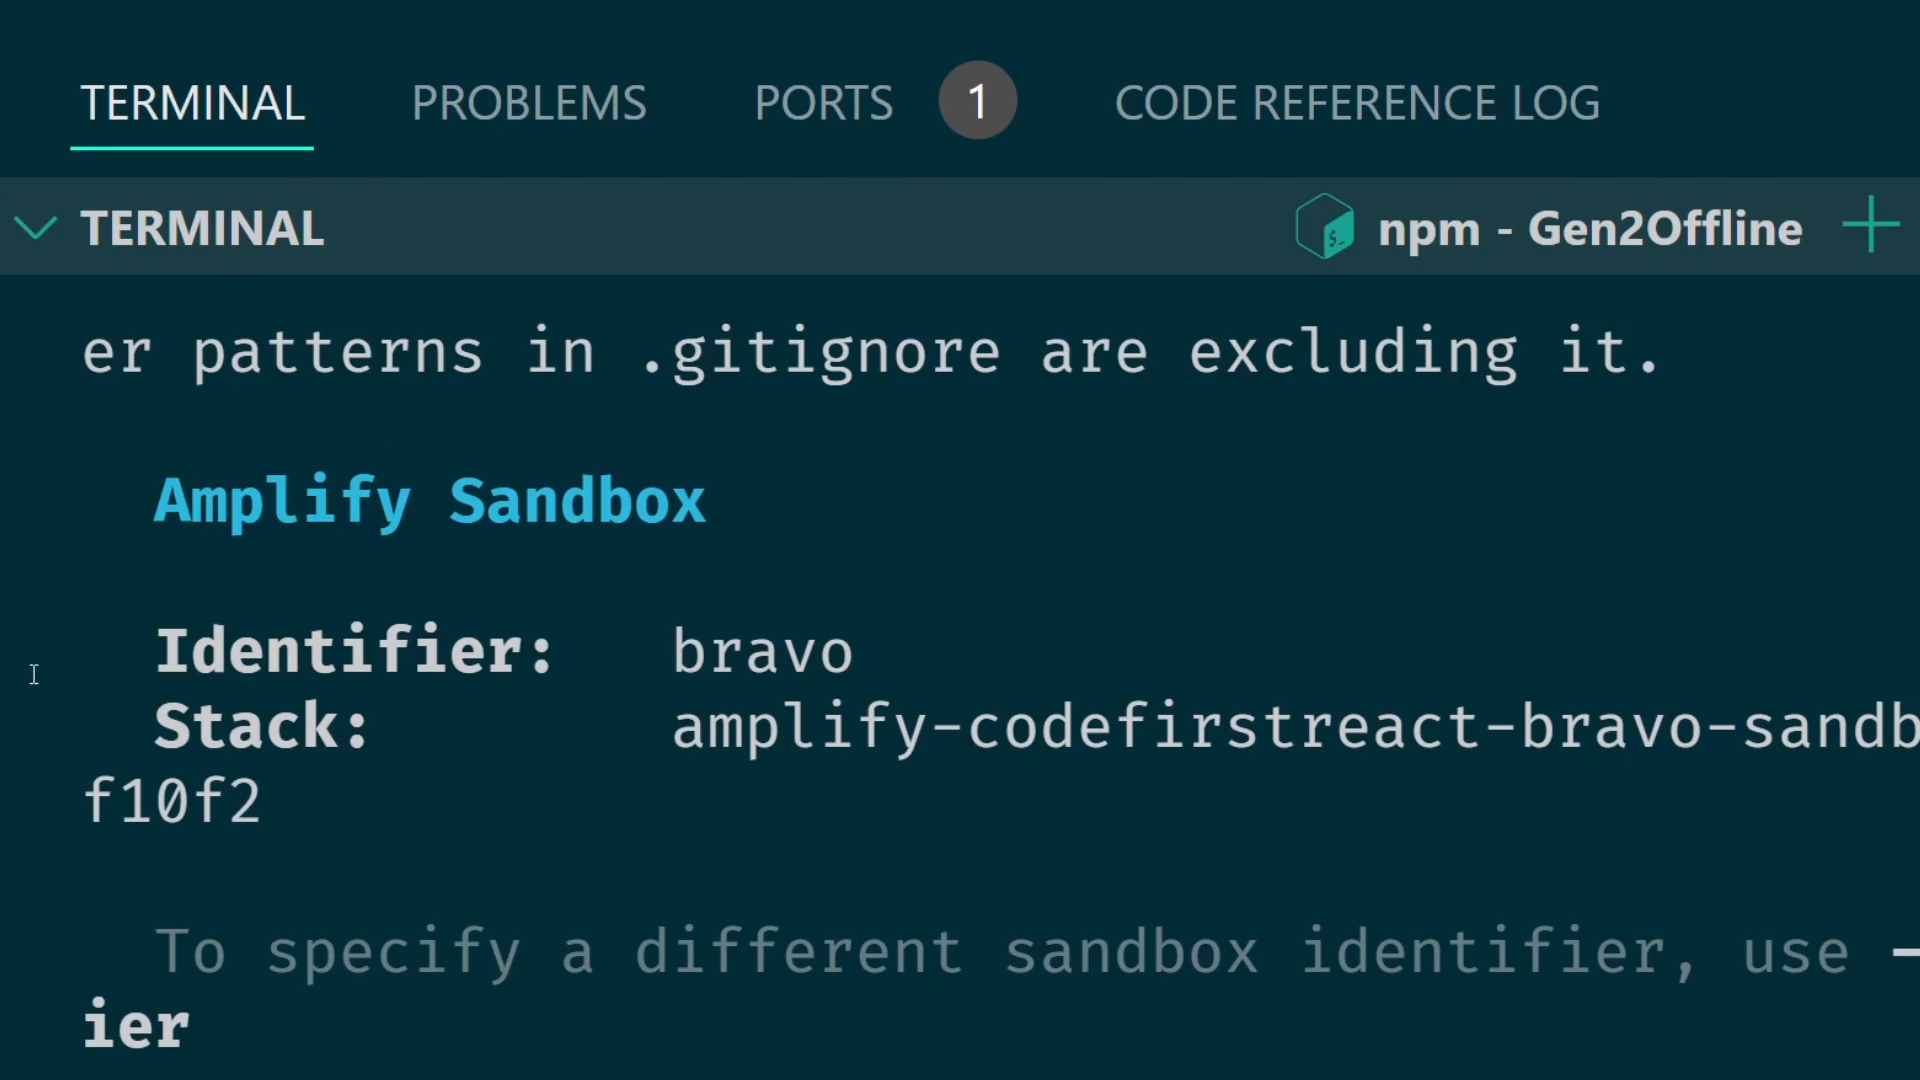 TERMINAL PROBLEMS PORTS 1 CODE REFERENCE LOG
TERMINAL npm - Gen2Offline
er patterns in .gitignore are excluding it.
Amplify Sandbox
Identifier: bravo
Stack: amplify-codefirstreact-bravo-sandb
f10f2
To specify a different sandbox identifier, use -
ier